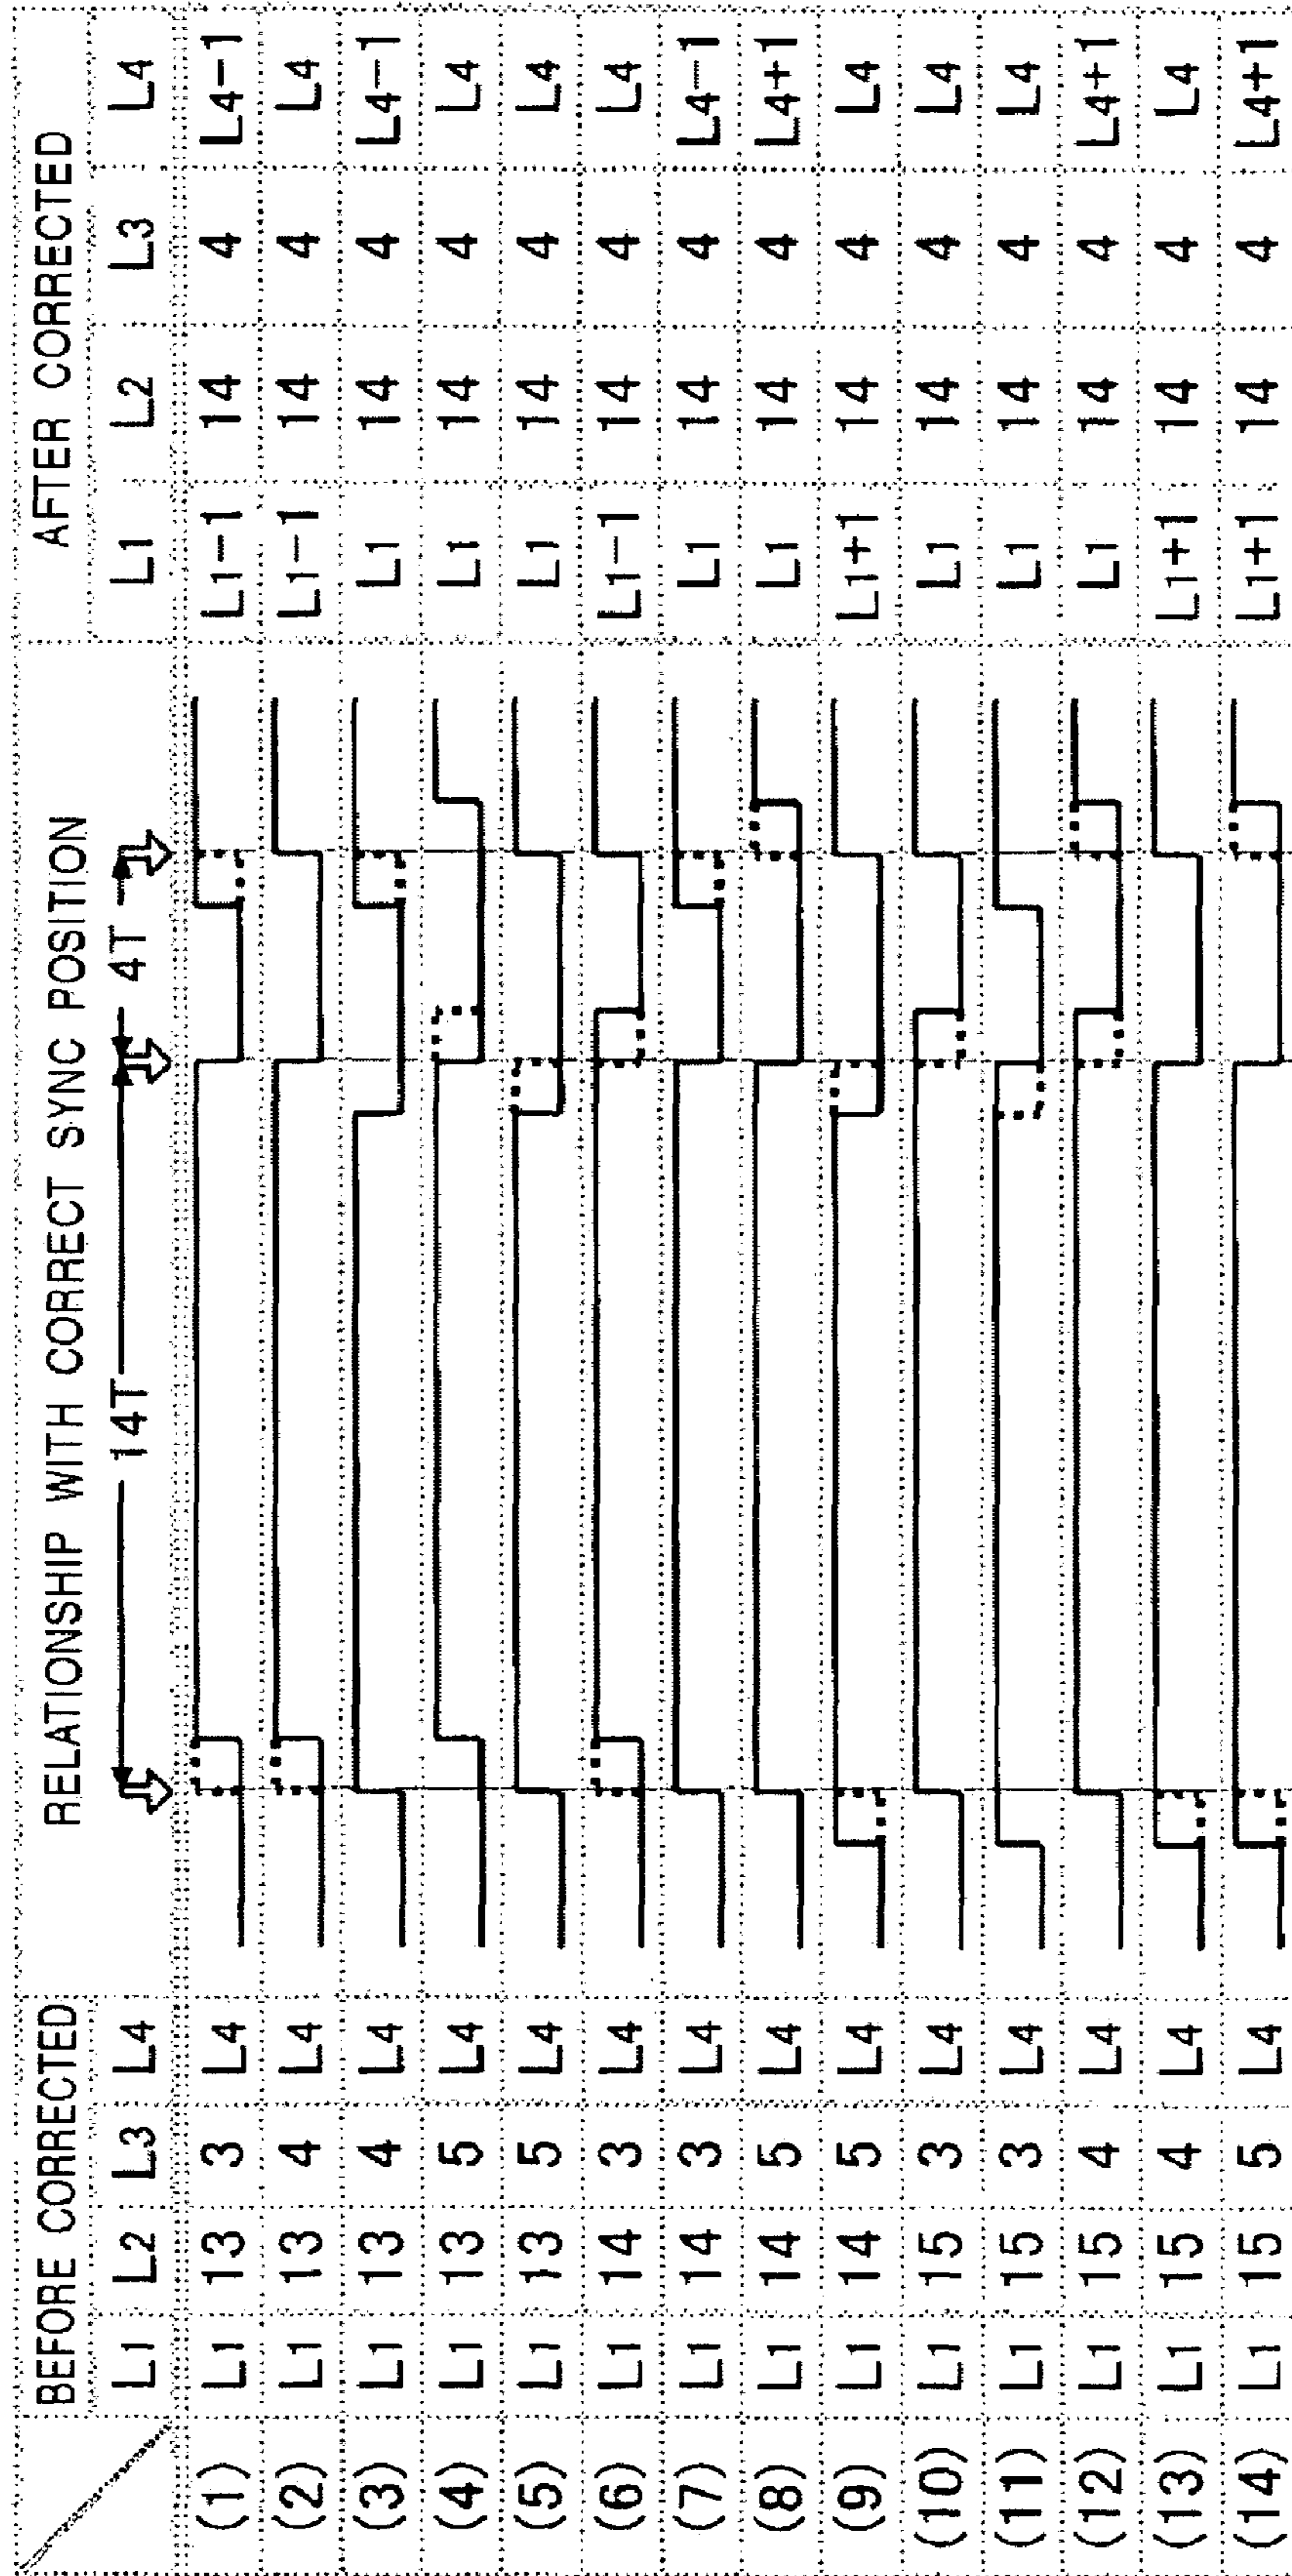 BEFORE CORRECTED RELATIONSHIP WITH CORRECT SYNC POSITION AFTER CORRECTED
L1 L2 L3 L4 14T 4T L1 L2 L3 L4
(1) L1 13 3 L4 L1-1 14 4 L4-1
(2) L1 13 4 L4 L1-1 14 4 L4
(3) L1 13 4 L4 L1 14 4 L4-1
(4) L1 13 5 L4 L1 14 4 L4
(5) L1 13 5 L4 L1 14 4 L4
(6) L1 14 3 L4 L1-1 14 4 L4
(7) L1 14 3 L4 L1 14 4 L4-1
(8) L1 14 5 L4 L1 14 4 L4+1
(9) L1 14 5 L4 L1+1 14 4 L4
(10) L1 15 3 L4 L1 14 4 L4
(11) L1 15 3 L4 L1 14 4 L4
(12) L1 15 4 L4 L1 14 4 L4+1
(13) L1 15 4 L4 L1+1 14 4 L4
(14) L1 15 5 L4 L1+1 14 4 L4+1